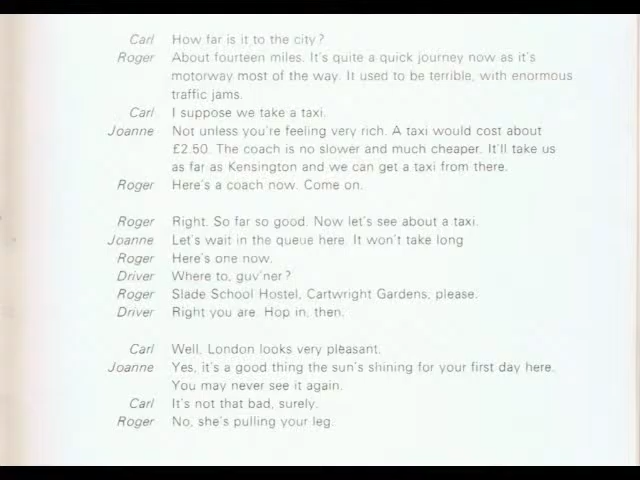 Carl How far is it to the city?
Roger About fourteen miles. It's quite a quick journey now as it's
motorway most of the way. It used to be terrible, with enormous
traffic jams.
Carl I suppose we take a taxi.
Joanne Not unless you're feeling very rich. A taxi would cost about
£2.50. The coach is no slower and much cheaper. It'll take us
as far as Kensington and we can get a taxi from there.
Roger Here's a coach now. Come on.
Roger Right. So far so good. Now let's see about a taxi.
Joanne Let's wait in the queue here. It won't take long
Roger Here's one now.
Driver Where to, guv'ner?
Roger Slade School Hostel, Cartwright Gardens, please.
Driver Right you are. Hop in, then.
Carl Well, London looks very pleasant.
Joanne Yes, it's a good thing the sun's shining for your first day here.
You may never see it again.
Carl It's not that bad, surely.
Roger No, she's pulling your leg.